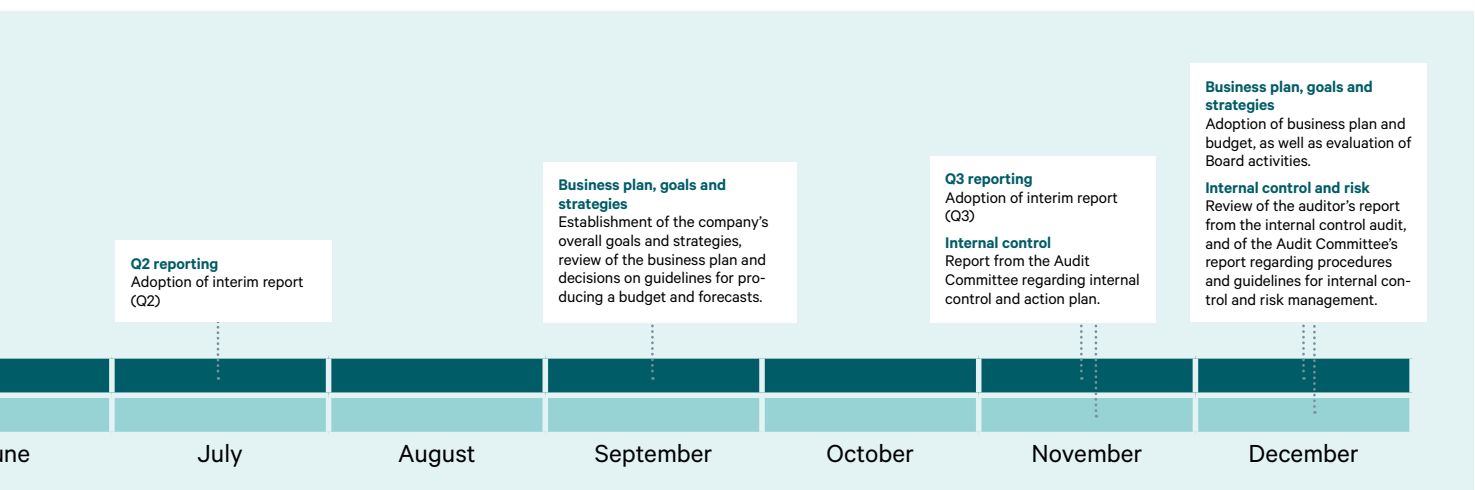 Q2 reporting
Adoption of interim report
(Q2)
Business plan, goals and
strategies
Establishment of the company's
overall goals and strategies,
review of the business plan and
decisions on guidelines for pro-
ducing a budget and forecasts.
Q3 reporting
Adoption of interim report
(Q3)
Internal control
Report from the Audit
Committee regarding internal
control and action plan.
Business plan, goals and
strategies
Adoption of business plan and
budget, as well as evaluation of
Board activities.
Internal control and risk
Review of the auditor's report
from the internal control audit,
and of the Audit Committee's
report regarding procedures
and guidelines for internal con-
trol and risk management.
une July August September October November December